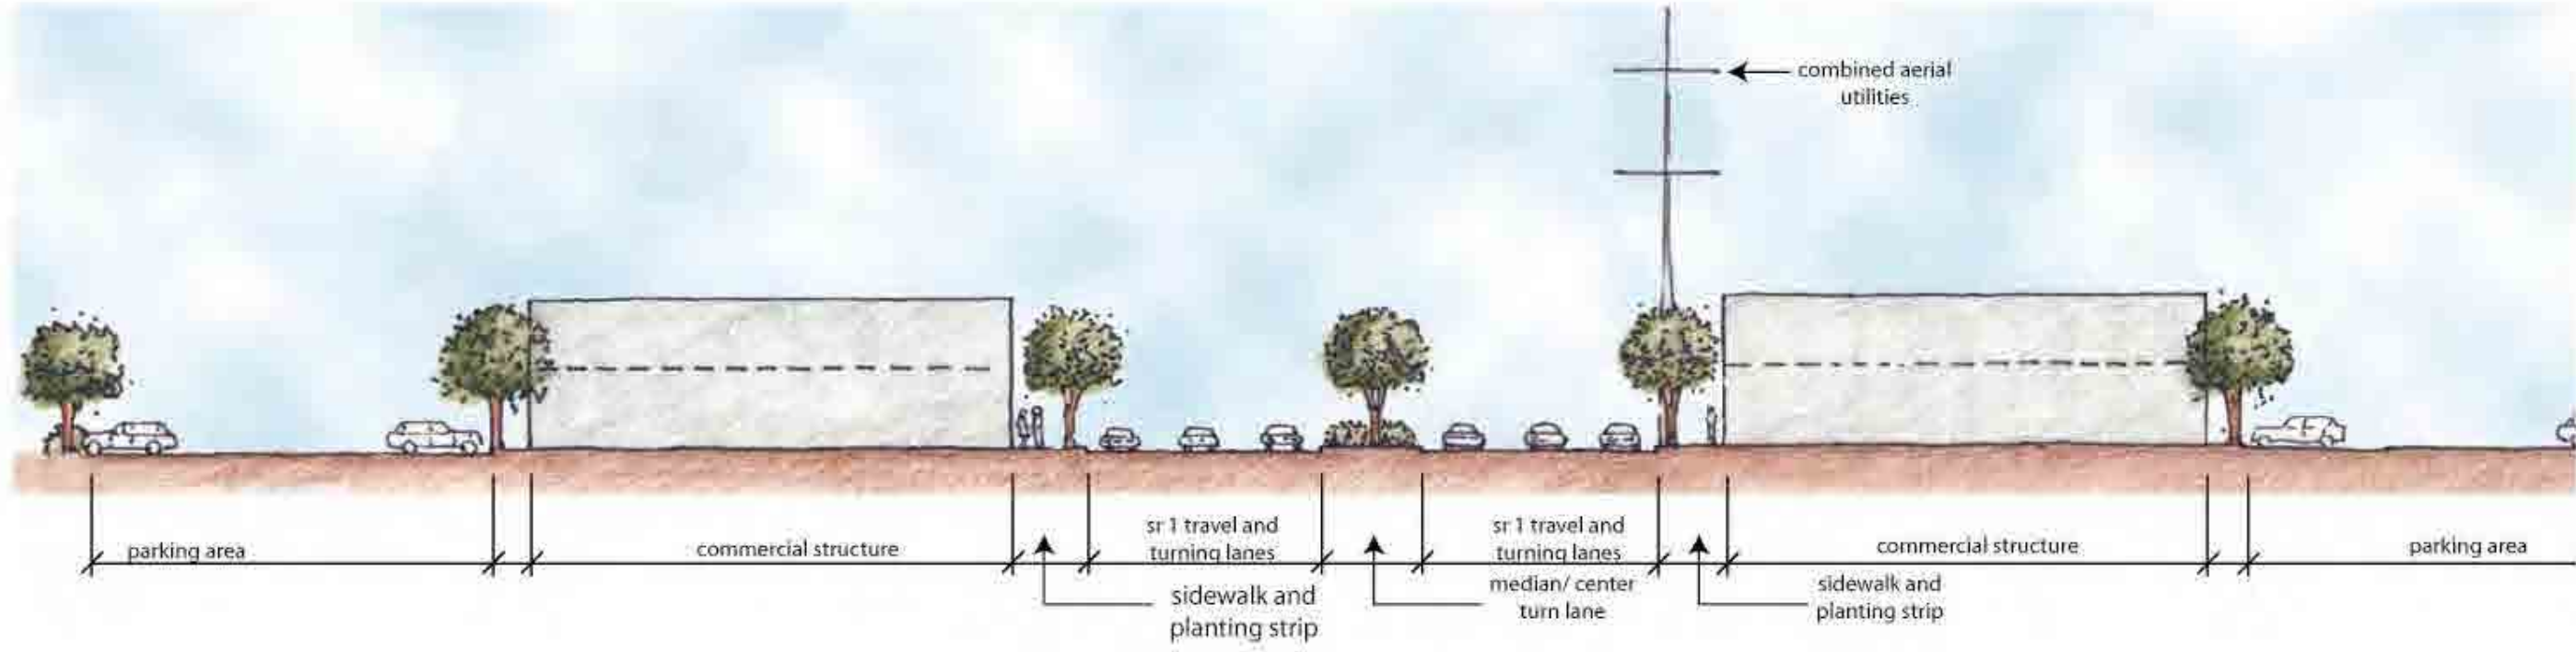 combined aerial
utilities
parking area
commercial structure
sr 1 travel and
turning lanes
sr 1 travel and
turning lanes
commercial structure
parking area
sidewalk and
planting strip
median/ center
turn lane
sidewalk and
planting strip